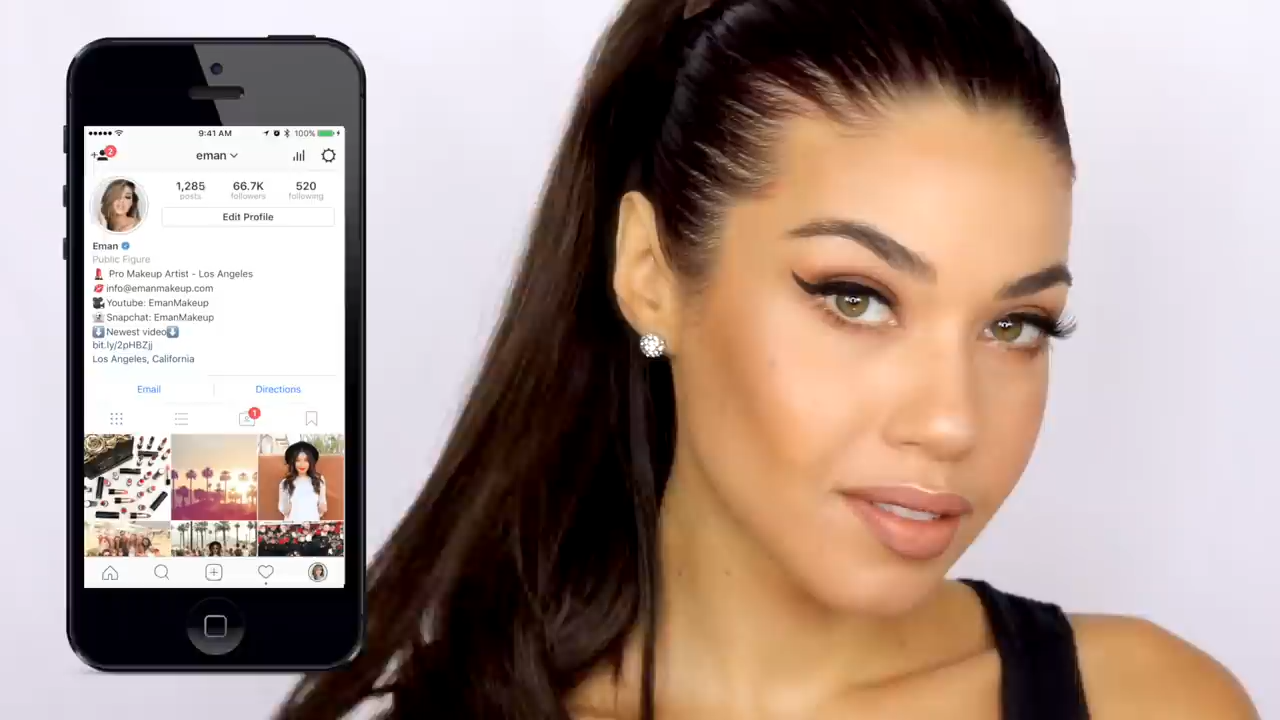 9:41 AM 100%
2
eman
1,285 66.7K 520
posts followers following
Edit Profile
Eman
Public Figure
Pro Makeup Artist - Los Angeles
info@emanmakeup.com
Youtube: EmanMakeup
Snapchat: EmanMakeup
Newest video
bit.ly/2pHBZjj
Los Angeles, California
Email Directions
1